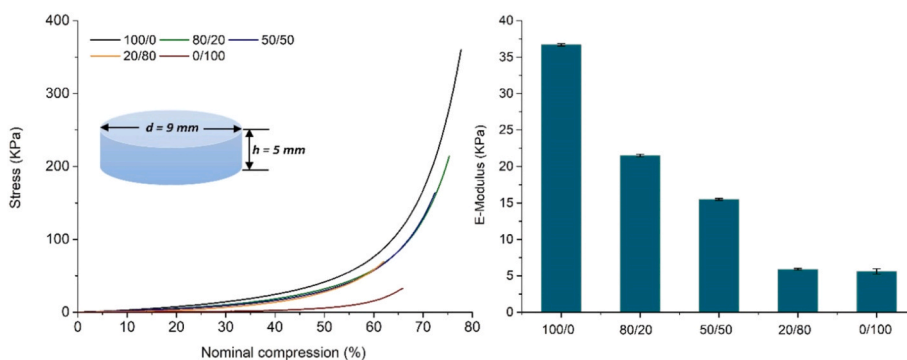 400
300
200
100
0
Stress (KPa)
100/0 80/20 50/50
20/80 0/100
d = 9 mm
h = 5 mm
0 10 20 30 40 50 60 70 80
Nominal compression (%)
40
35
30
25
20
15
10
5
0
E-Modulus (KPa)
100/0 80/20 50/50 20/80 0/100